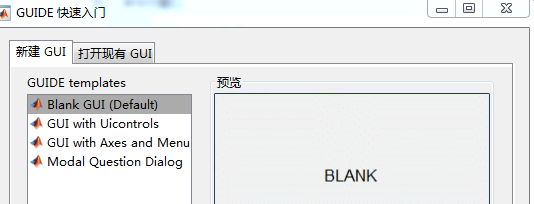 GUIDE 快速入门
新建 GUI
打开现有 GUI
GUIDE templates
Blank GUI (Default)
GUI with Uicontrols
GUI with Axes and Menu
Modal Question Dialog
预览
BLANK